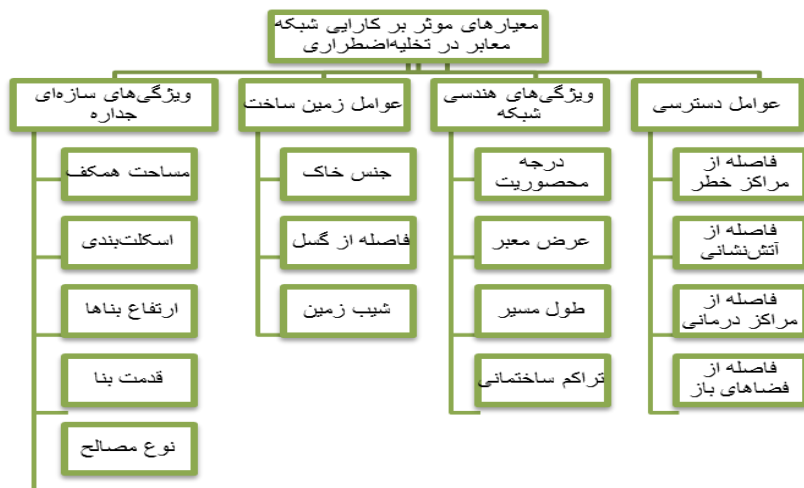 معیارهای موثر بر کارایی شبکه
معابر در تخلیه‌اضطراری
عوامل دسترسی
فاصله از
مراکز خطر
فاصله از
آتش‌نشانی
فاصله از
مراکز درمانی
فاصله از
فضاهای باز
ویژگی‌های هندسی
شبکه
درجه
محصوریت
عرض معبر
طول مسیر
تراکم ساختمانی
عوامل زمین ساخت
جنس خاک
فاصله از گسل
شیب زمین
ویژگی‌های سازه‌ای
جداره
مساحت همکف
اسکلت‌بندی
ارتفاع بناها
قدمت بنا
نوع مصالح